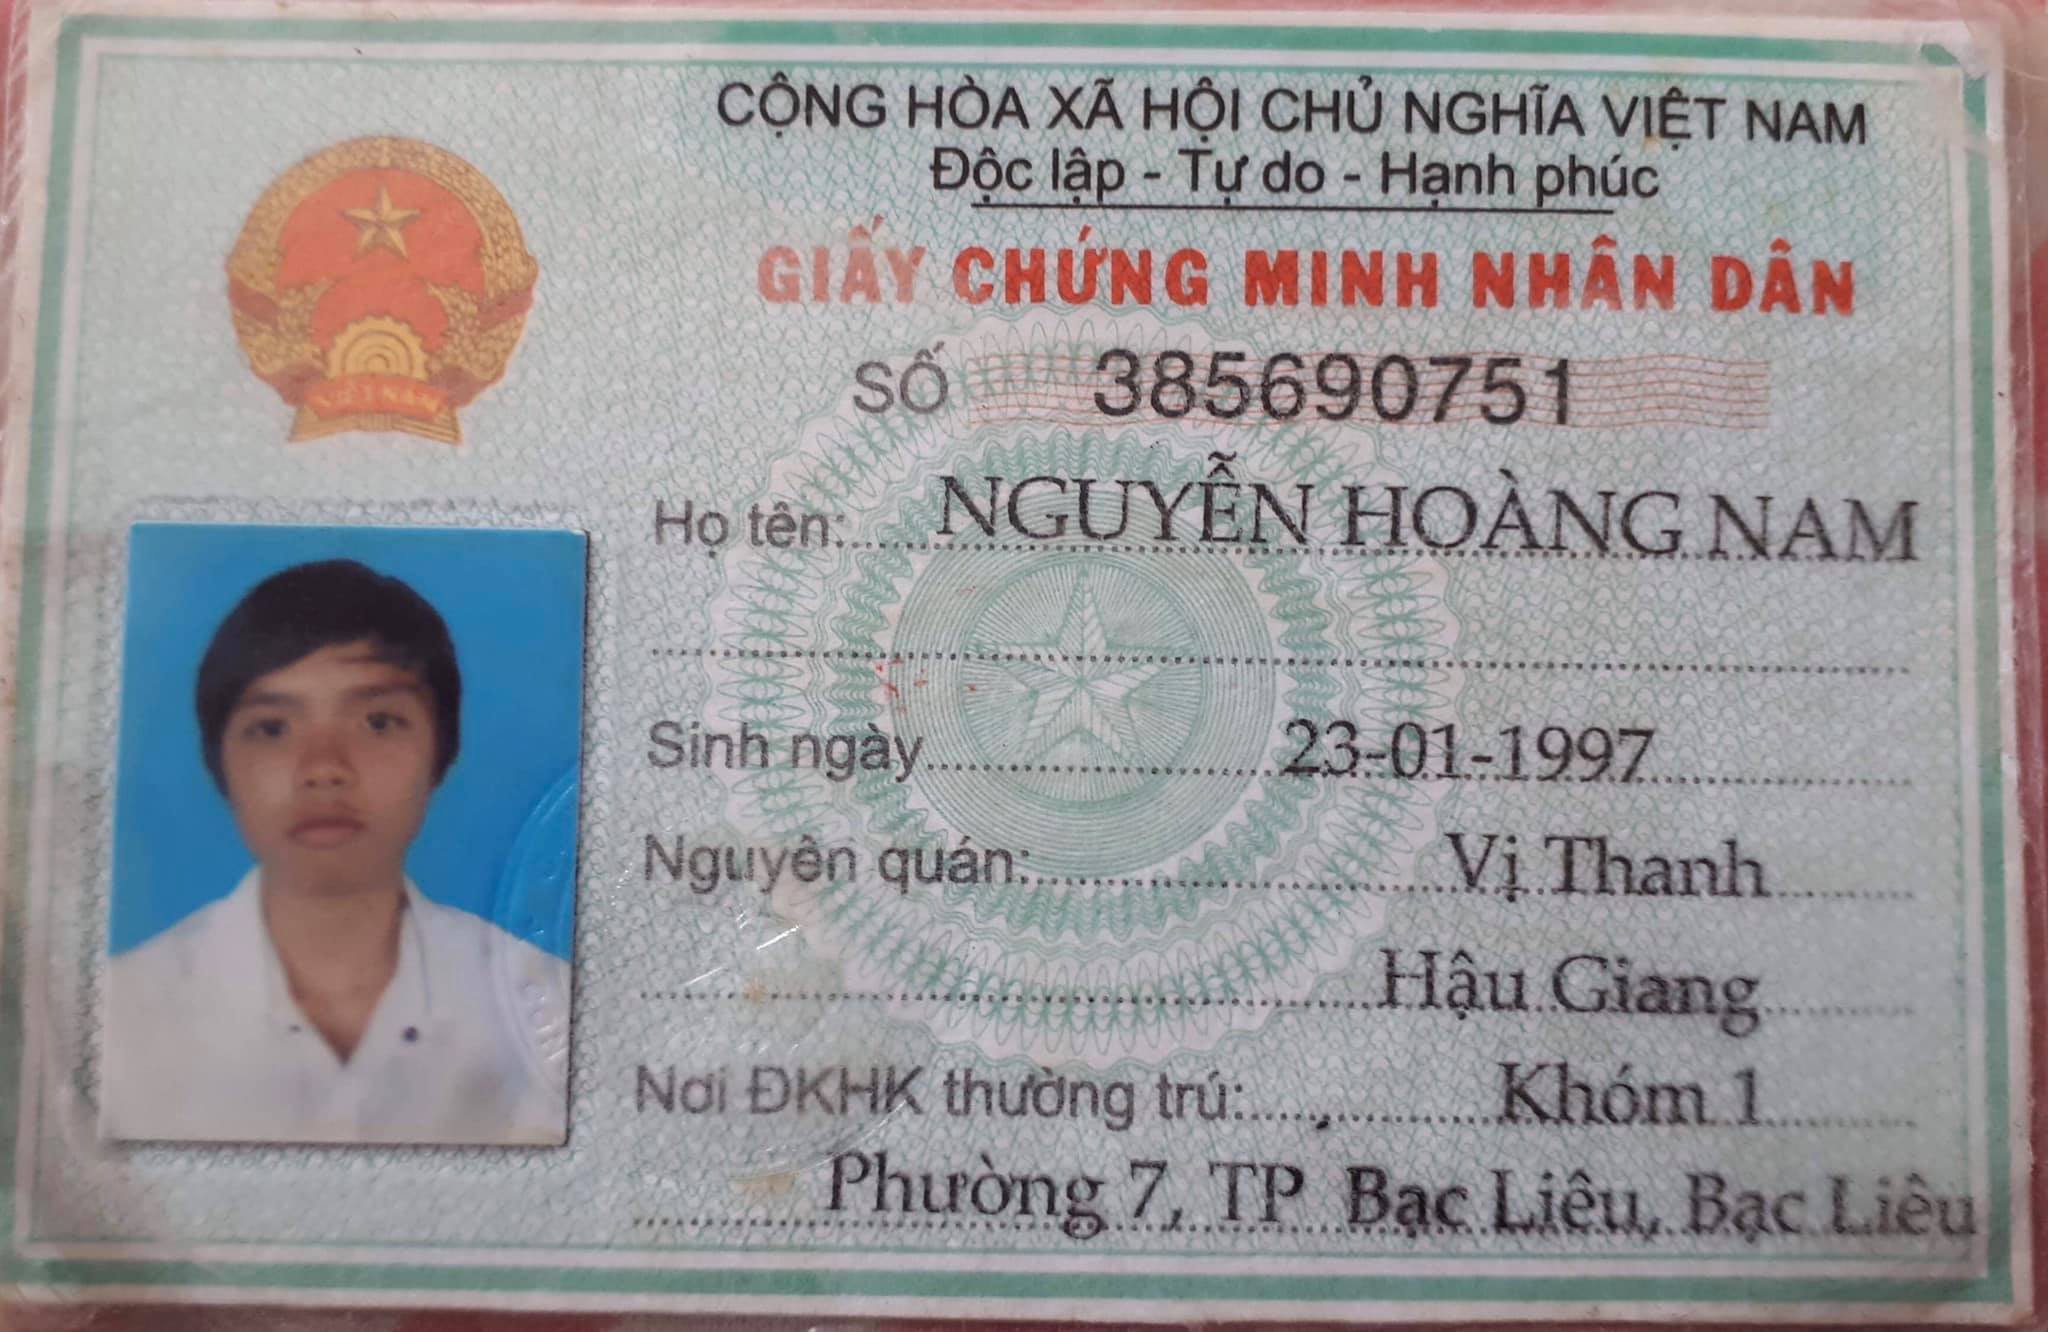 CỘNG HÒA XÃ HỘI CHỦ NGHĨA VIỆT NAM
Độc lập - Tự do - Hạnh phúc
GIẤY CHỨNG MINH NHÂN DÂN
VIỆT NAM
SỐ 385690751
Họ tên: NGUYỄN HOÀNG NAM
Sinh ngày 23-01-1997
Nguyên quán: Vị Thanh
Hậu Giang
Nơi ĐKHK thường trú: Khóm 1
Phường 7, TP Bạc Liêu, Bạc Liêu